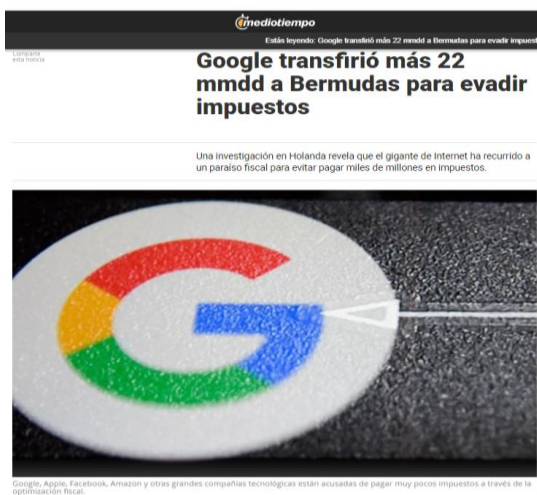 mediotiempo
Estás leyendo: Google transfirió más 22 mmdd a Bermudas para evadir impuest
Comparte
esta noticia
Google transfirió más 22
mmdd a Bermudas para evadir
impuestos
Una investigación en Holanda revela que el gigante de Internet ha recurrido a
un paraíso fiscal para evitar pagar miles de millones en impuestos.
G
Google, Apple, Facebook, Amazon y otras grandes compañías tecnológicas están acusadas de pagar muy pocos impuestos a través de la
optimización fiscal.